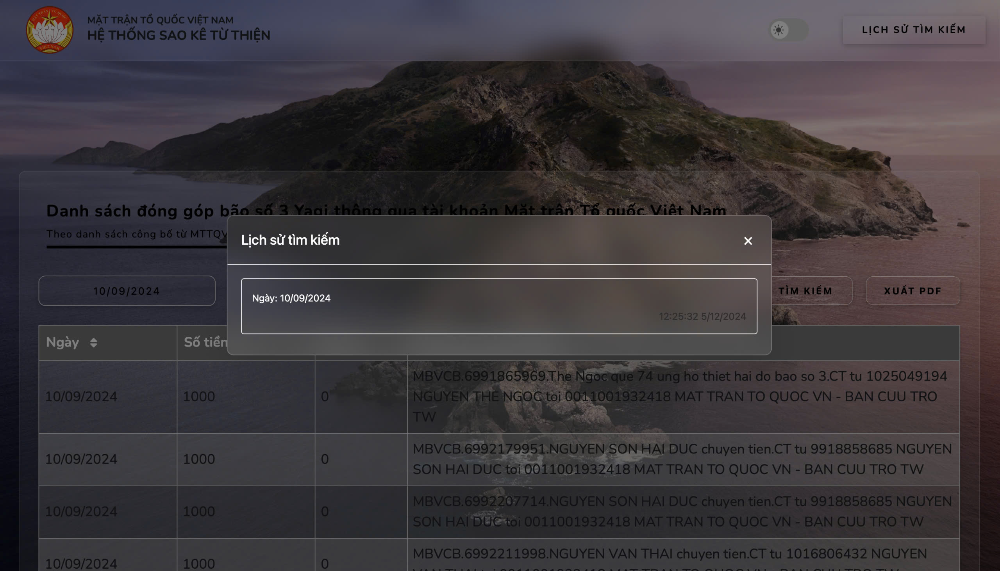 MẶT TRẬN TỔ QUỐC
VIỆT NAM
MẶT TRẬN TỔ QUỐC VIỆT NAM
HỆ THỐNG SAO KÊ TỪ THIỆN
LỊCH SỬ TÌM KIẾM
Danh sách đóng góp bão số 3 Yagi thông qua tài khoản Mặt trận Tổ quốc Việt Nam
Theo danh sách công bố từ MTTQV
Lịch sử tìm kiếm
×
10/09/2024
Ngày: 10/09/2024
12:25:32 5/12/2024
TÌM KIẾM
XUẤT PDF
Ngày
Số tiền
10/09/2024
1000
0
MBVCB.6991865969.The Ngoc que 74 ung ho thiet hai do bao so 3.CT tu 1025049194
NGUYEN THE NGOC toi 0011001932418 MAT TRAN TO QUOC VN - BAN CUU TRO
TW
10/09/2024
1000
0
MBVCB.6992179951.NGUYEN SON HAI DUC chuyen tien.CT tu 9918858685 NGUYEN
SON HAI DUC toi 0011001932418 MAT TRAN TO QUOC VN - BAN CUU TRO TW
10/09/2024
1000
0
MBVCB.6992207714.NGUYEN SON HAI DUC chuyen tien.CT tu 9918858685 NGUYEN
SON HAI DUC toi 0011001932418 MAT TRAN TO QUOC VN - BAN CUU TRO TW
10/09/2024
1000
0
MBVCB.6992211998.NGUYEN VAN THAI chuyen tien.CT tu 1016806432 NGUYEN